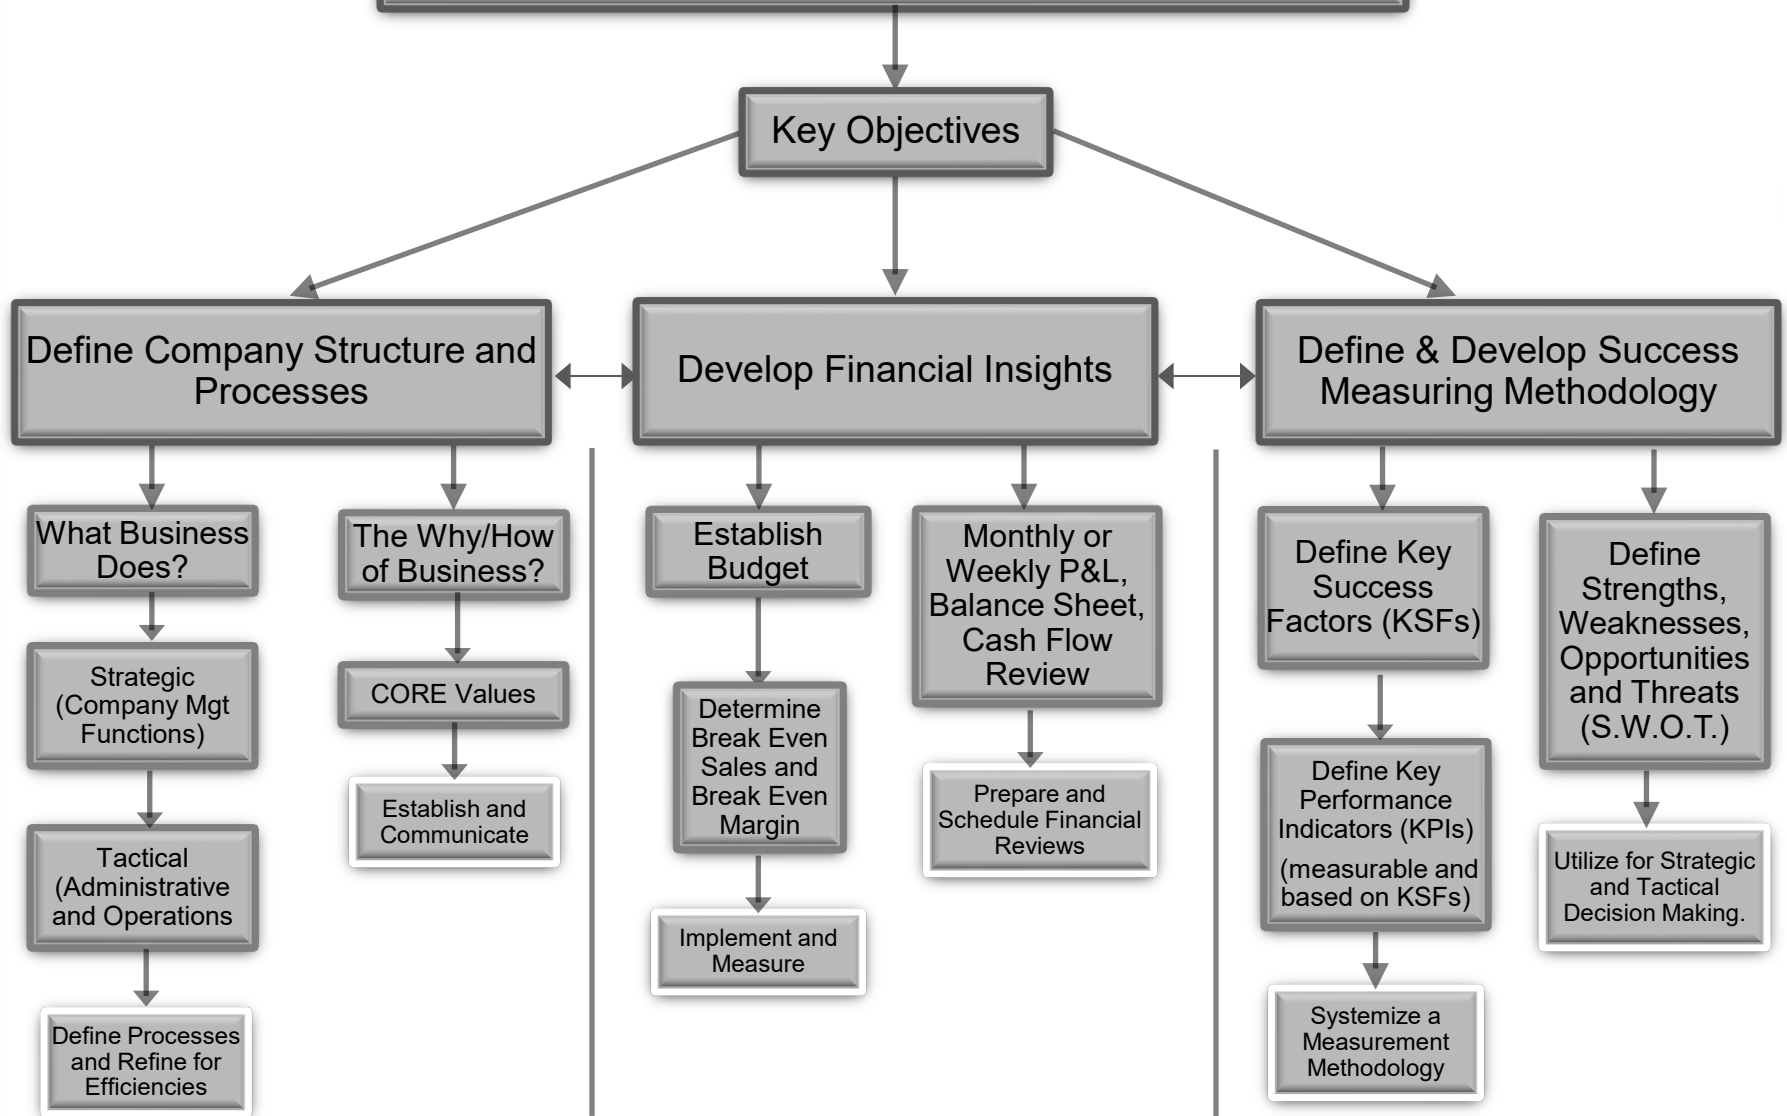 Key Objectives
Define Company Structure and
Processes
Develop Financial Insights
Define & Develop Success
Measuring Methodology
What Business
Does?
Strategic
(Company Mgt
Functions)
Tactical
(Administrative
and Operations
Define Processes
and Refine for
Efficiencies
The Why/How
of Business?
CORE Values
Establish and
Communicate
Establish
Budget
Determine
Break Even
Sales and
Break Even
Margin
Implement and
Measure
Monthly or
Weekly P&L,
Balance Sheet,
Cash Flow
Review
Prepare and
Schedule Financial
Reviews
Define Key
Success
Factors (KSFs)
Define Key
Performance
Indicators (KPIs)
(measurable and
based on KSFs)
Systemize a
Measurement
Methodology
Define
Strengths,
Weaknesses,
Opportunities
and Threats
(S.W.O.T.)
Utilize for Strategic
and Tactical
Decision Making.